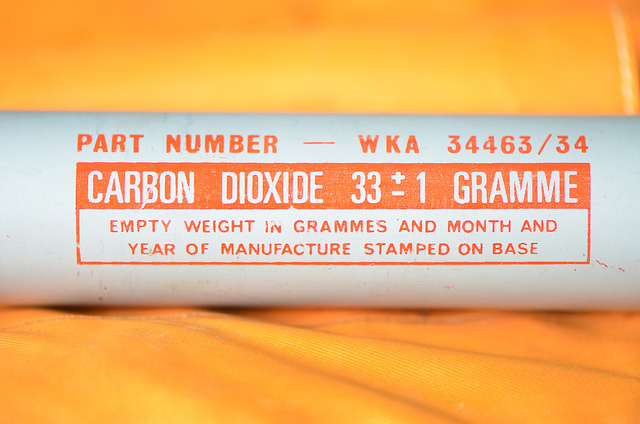 PART NUMBER — WKA 34463/34
CARBON DIOXIDE 33 ± 1 GRAMME
EMPTY WEIGHT IN GRAMMES AND MONTH AND
YEAR OF MANUFACTURE STAMPED ON BASE